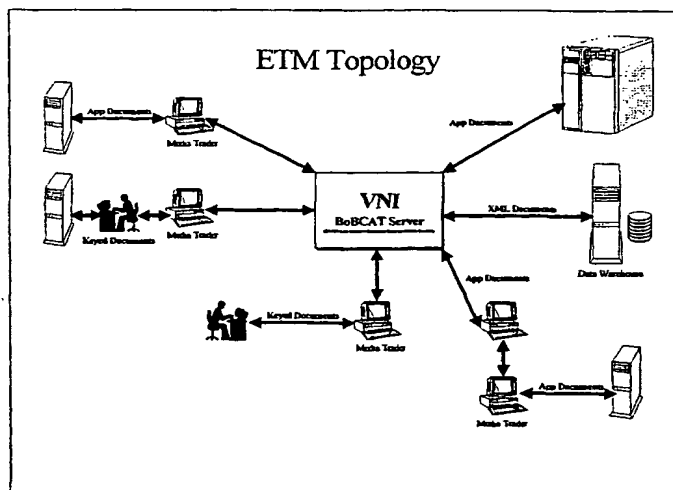 ETM Topology
App Documents
Media Trader
App Documents
VNI
BoBCAT Server
Keyed Documents
Media Trader
XML Documents
Data Warehouse
App Documents
Keyed Documents
Media Trader
Media Trader
App Documents